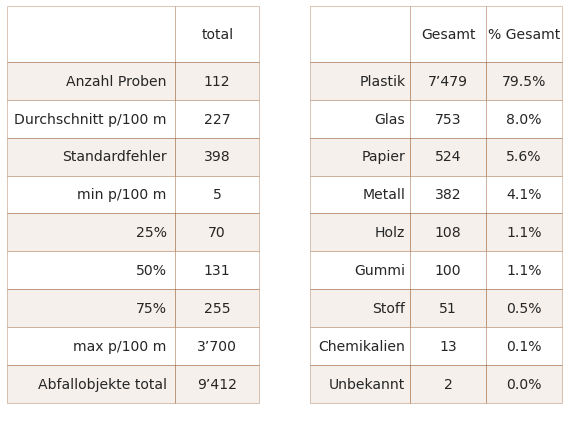 total
Anzahl Proben 112
Durchschnitt p/100 m 227
Standardfehler 398
min p/100 m 5
25% 70
50% 131
75% 255
max p/100 m 3’700
Abfallobjekte total 9’412
Gesamt % Gesamt
Plastik 7’479 79.5%
Glas 753 8.0%
Papier 524 5.6%
Metall 382 4.1%
Holz 108 1.1%
Gummi 100 1.1%
Stoff 51 0.5%
Chemikalien 13 0.1%
Unbekannt 2 0.0%